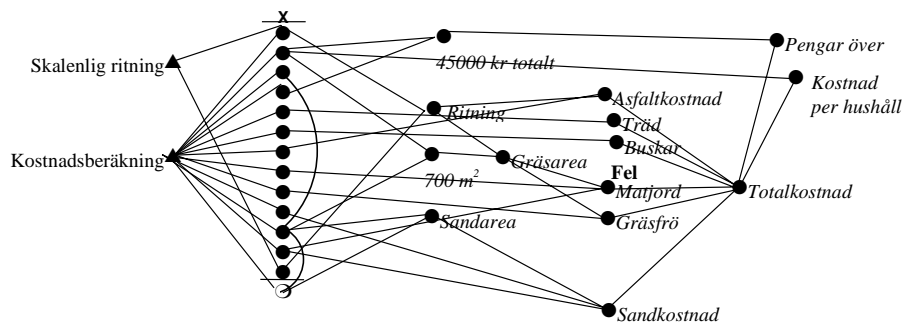 X
Skalenlig ritning
Kostnadsberäkning
45000 kr totalt
Ritning
700 m²
Gräsarea
Sandarea
Asfaltkostnad
Träd
Buskar
Fel
Matjord
Gräsfrö
Sandkostnad
Totalkostnad
Pengar över
Kostnad
per hushåll